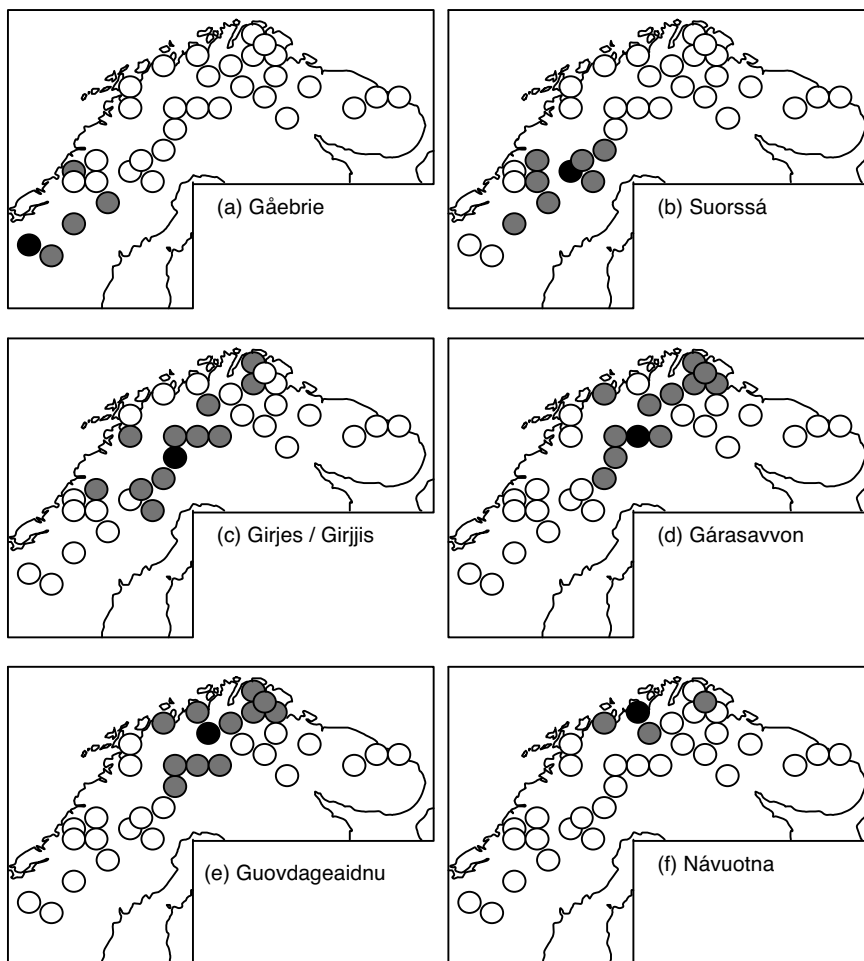 (a) Gåebrie
(b) Suorssá
(c) Girjes / Girjjis
(d) Gárasavvon
(e) Guovdageaidnu
(f) Návuotna